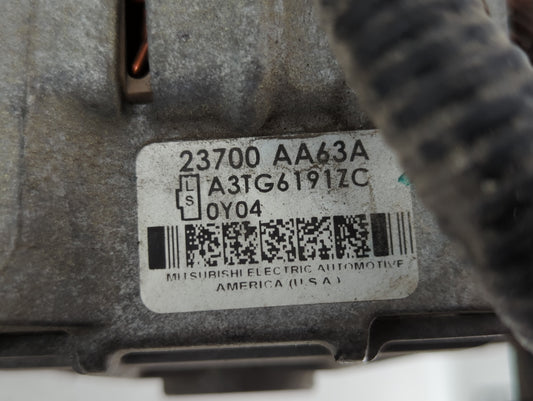 23700 AA63A
L A3TG6191ZC
S 0Y04
MITSUBISHI ELECTRIC AUTOMOTIVE
AMERICA (U.S.A.)